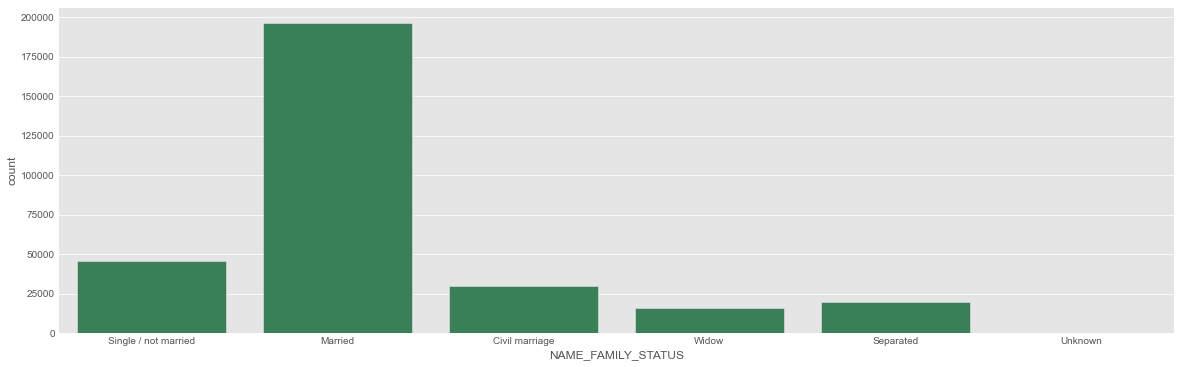 200000
175000
150000
125000
100000
75000
50000
25000
0
count
Single / not married
Married
Civil marriage
Widow
Separated
Unknown
NAME_FAMILY_STATUS